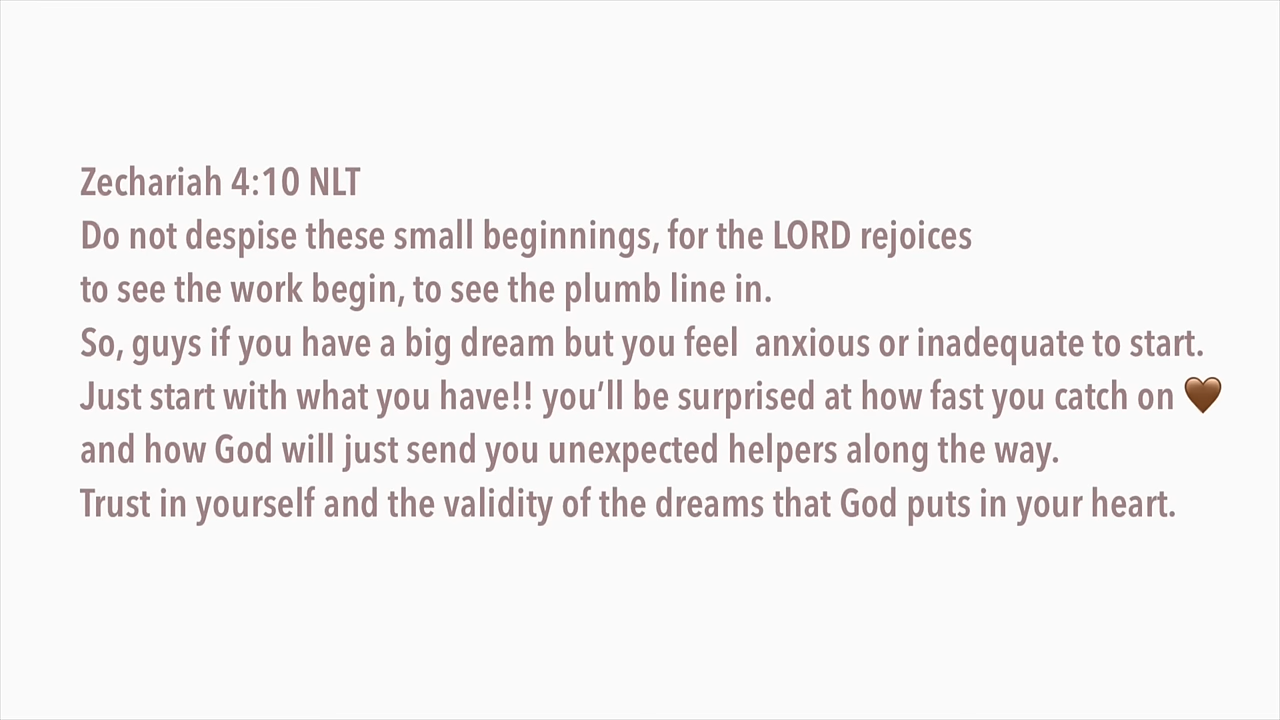 Zechariah 4:10 NLT
Do not despise these small beginnings, for the LORD rejoices
to see the work begin, to see the plumb line in.
So, guys if you have a big dream but you feel  anxious or inadequate to start.
Just start with what you have!! you’ll be surprised at how fast you catch on 🤎
and how God will just send you unexpected helpers along the way.
Trust in yourself and the validity of the dreams that God puts in your heart.